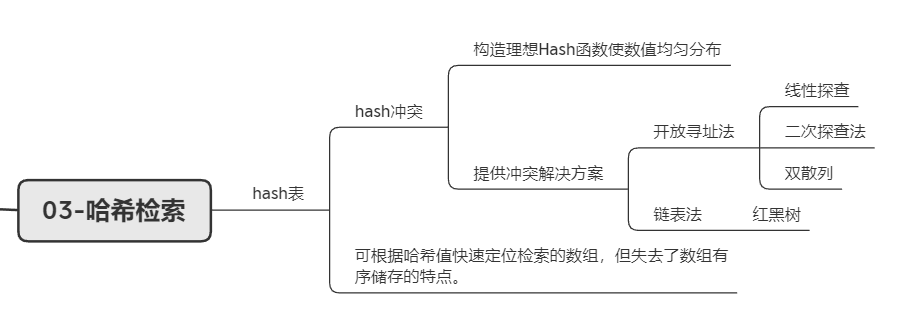 构造理想Hash函数使数值均匀分布
线性探查
hash冲突
开放寻址法
二次探查法
提供冲突解决方案
双散列
hash表
03-哈希检索
链表法
红黑树
可根据哈希值快速定位检索的数组，但失去了数组有
序储存的特点。